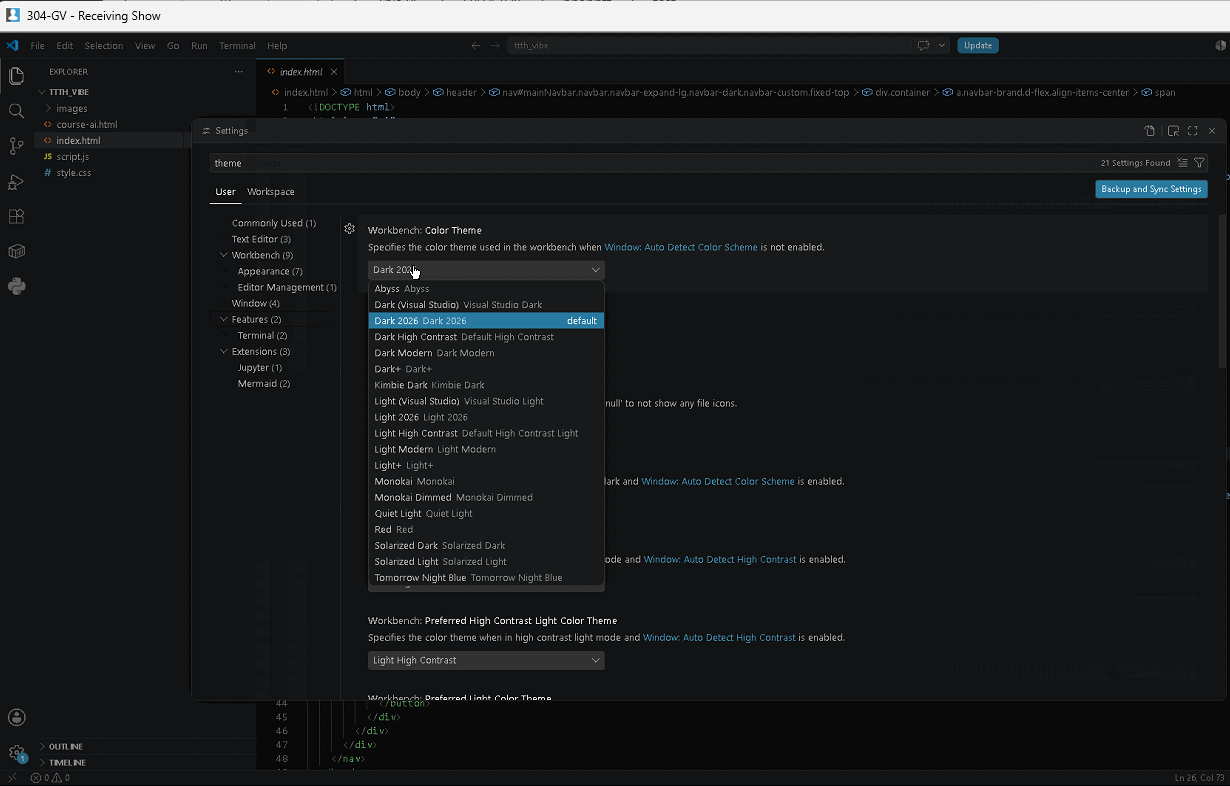 304-GV - Receiving Show
File Edit Selection View Go Run Terminal Help
ttth_vibe
Update
EXPLORER
index.html
TTTH_VIBE
images
course-ai.html
index.html
script.js
style.css
index.html > html > body > header > nav#mainNavbar.navbar.navbar-expand-lg.navbar-dark.navbar-custom.fixed-top > div.container > a.navbar-brand.d-flex.align-items-center > span
1 <!DOCTYPE html>
Settings
theme
21 Settings Found
User Workspace
Backup and Sync Settings
Commonly Used (1)
Text Editor (3)
Workbench (9)
Appearance (7)
Editor Management (1)
Window (4)
Features (2)
Terminal (2)
Extensions (3)
Jupyter (1)
Mermaid (2)
Workbench: Color Theme
Specifies the color theme used in the workbench when Window: Auto Detect Color Scheme is not enabled.
Dark 202
Abyss Abyss
Dark (Visual Studio) Visual Studio Dark
Dark 2026 Dark 2026 default
Dark High Contrast Default High Contrast
Dark Modern Dark Modern
Dark+ Dark+
Kimbie Dark Kimbie Dark
Light (Visual Studio) Visual Studio Light
null' to not show any file icons.
Light 2026 Light 2026
Light High Contrast Default High Contrast Light
Light Modern Light Modern
Light+ Light+
Monokai Monokai
and Window: Auto Detect Color Scheme is enabled.
Monokai Dimmed Monokai Dimmed
Quiet Light Quiet Light
Red Red
Solarized Dark Solarized Dark
Solarized Light Solarized Light
and Window: Auto Detect High Contrast is enabled.
Tomorrow Night Blue Tomorrow Night Blue
Workbench: Preferred High Contrast Light Color Theme
Specifies the color theme when in high contrast light mode and Window: Auto Detect High Contrast is enabled.
Light High Contrast
Workbench: Preferred Light Color Theme
44 </button>
45 </div>
46 </div>
47 </div>
48 </nav>
OUTLINE
TIMELINE
1
0 0
Ln 26, Col 73